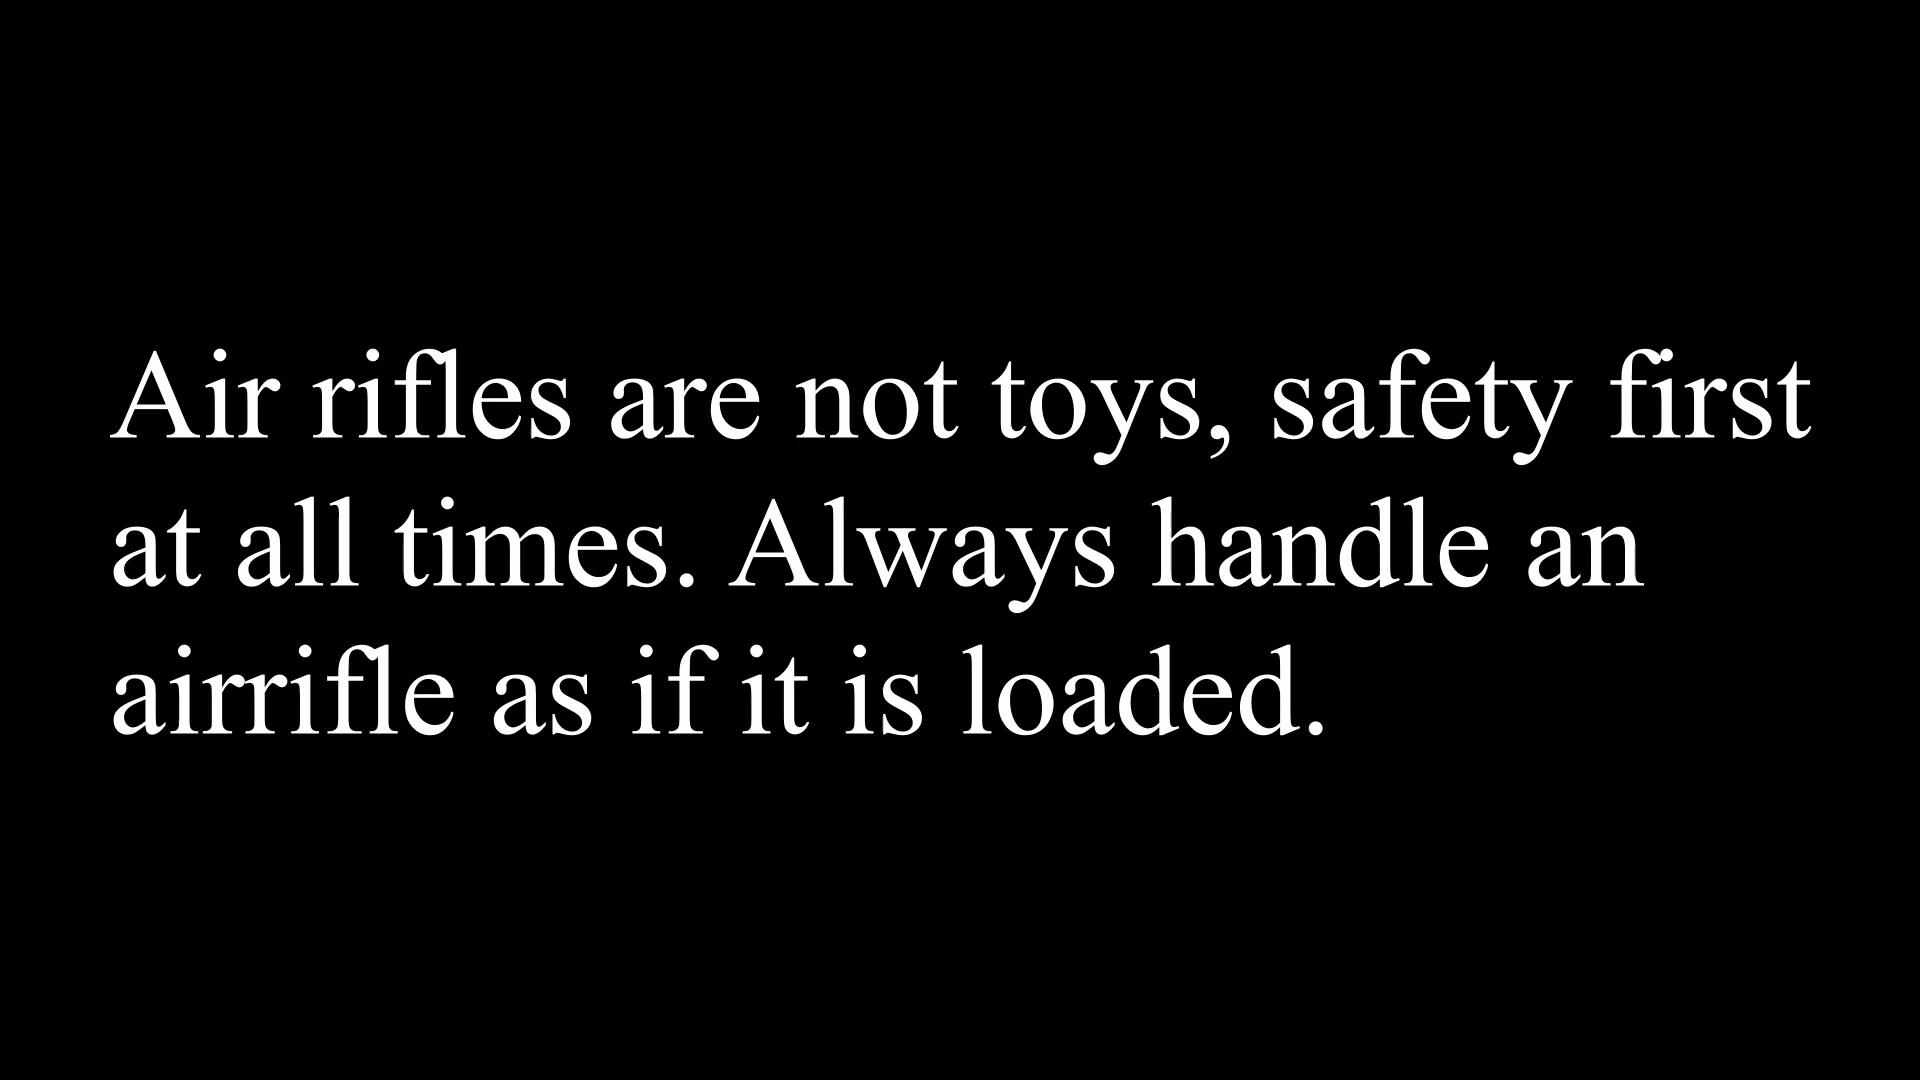 Air rifles are not toys, safety first
at all times. Always handle an
airrifle as if it is loaded.